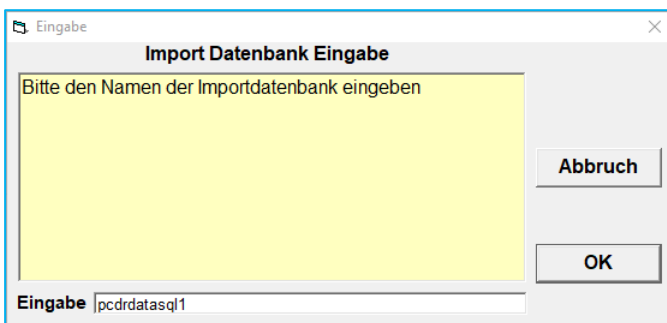 Eingabe
Import Datenbank Eingabe
Bitte den Namen der Importdatenbank eingeben
Abbruch
OK
Eingabe pcdrdatasql1